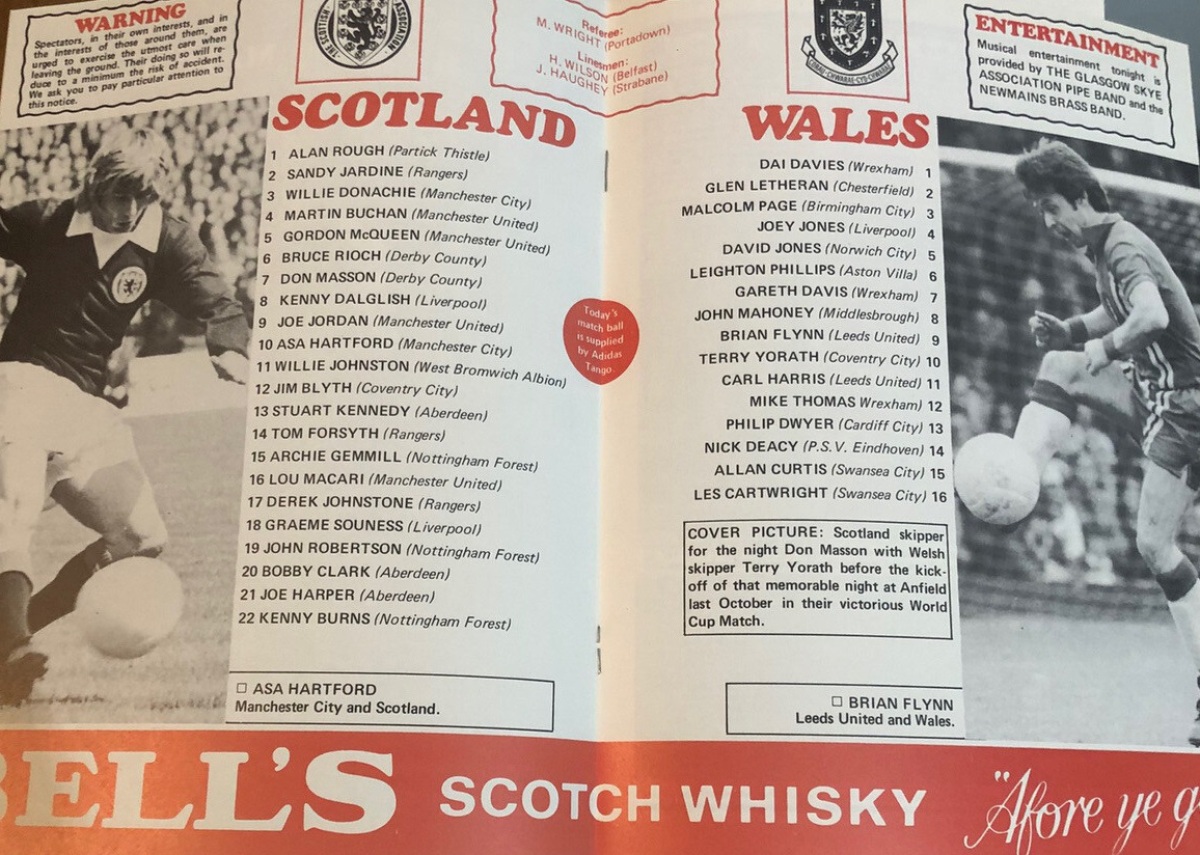 WARNING
Spectators, in their own interests, and in
the interests of those around them, are
urged to exercise the utmost care when
leaving the ground. Their doing so will re-
duce to a minimum the risk of accident.
We ask you to pay particular attention to
this notice.
THE SCOTTISH
ASSOCIATION
Referee:
M. WRIGHT (Portadown)
Linesmen:
H. WILSON (Belfast)
J. HAUGHEY (Strabane)
ENTERTAINMENT
Musical entertainment tonight is
provided by THE GLASGOW SKYE
ASSOCIATION PIPE BAND and the
NEWMAINS BRASS BAND.
SCOTLAND
1 ALAN ROUGH (Partick Thistle)
2 SANDY JARDINE (Rangers)
3 WILLIE DONACHIE (Manchester City)
4 MARTIN BUCHAN (Manchester United)
5 GORDON McQUEEN (Manchester United)
6 BRUCE RIOCH (Derby County)
7 DON MASSON (Derby County)
8 KENNY DALGLISH (Liverpool)
9 JOE JORDAN (Manchester United)
10 ASA HARTFORD (Manchester City)
11 WILLIE JOHNSTON (West Bromwich Albion)
12 JIM BLYTH (Coventry City)
13 STUART KENNEDY (Aberdeen)
14 TOM FORSYTH (Rangers)
15 ARCHIE GEMMILL (Nottingham Forest)
16 LOU MACARI (Manchester United)
17 DEREK JOHNSTONE (Rangers)
18 GRAEME SOUNESS (Liverpool)
19 JOHN ROBERTSON (Nottingham Forest)
20 BOBBY CLARK (Aberdeen)
21 JOE HARPER (Aberdeen)
22 KENNY BURNS (Nottingham Forest)
☐ ASA HARTFORD
Manchester City and Scotland.
Today's
match ball
is supplied
by Adidas
Tango.
WALES
DAI DAVIES (Wrexham) 1
GLEN LETHERAN (Chesterfield) 2
MALCOLM PAGE (Birmingham City) 3
JOEY JONES (Liverpool) 4
DAVID JONES (Norwich City) 5
LEIGHTON PHILLIPS (Aston Villa) 6
GARETH DAVIS (Wrexham) 7
JOHN MAHONEY (Middlesbrough) 8
BRIAN FLYNN (Leeds United) 9
TERRY YORATH (Coventry City) 10
CARL HARRIS (Leeds United) 11
MIKE THOMAS Wrexham) 12
PHILIP DWYER (Cardiff City) 13
NICK DEACY (P.S.V. Eindhoven) 14
ALLAN CURTIS (Swansea City) 15
LES CARTWRIGHT (Swansea City) 16
COVER PICTURE: Scotland skipper
for the night Don Masson with Welsh
skipper Terry Yorath before the kick-
off of that memorable night at Anfield
last October in their victorious World
Cup Match.
☐ BRIAN FLYNN
Leeds United and Wales.
BELL'S SCOTCH WHISKY "Afore ye g